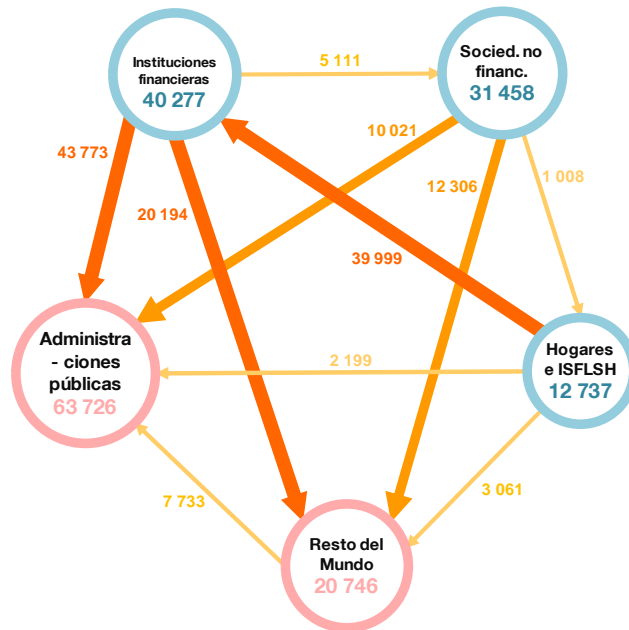 Instituciones
financieras
40 277
5 111
Socied. no
financ.
31 458
43 773
20 194
10 021
12 306
1 008
39 999
Administra
- ciones
públicas
63 726
2 199
Hogares
e ISFLSH
12 737
7 733
3 061
Resto del
Mundo
20 746